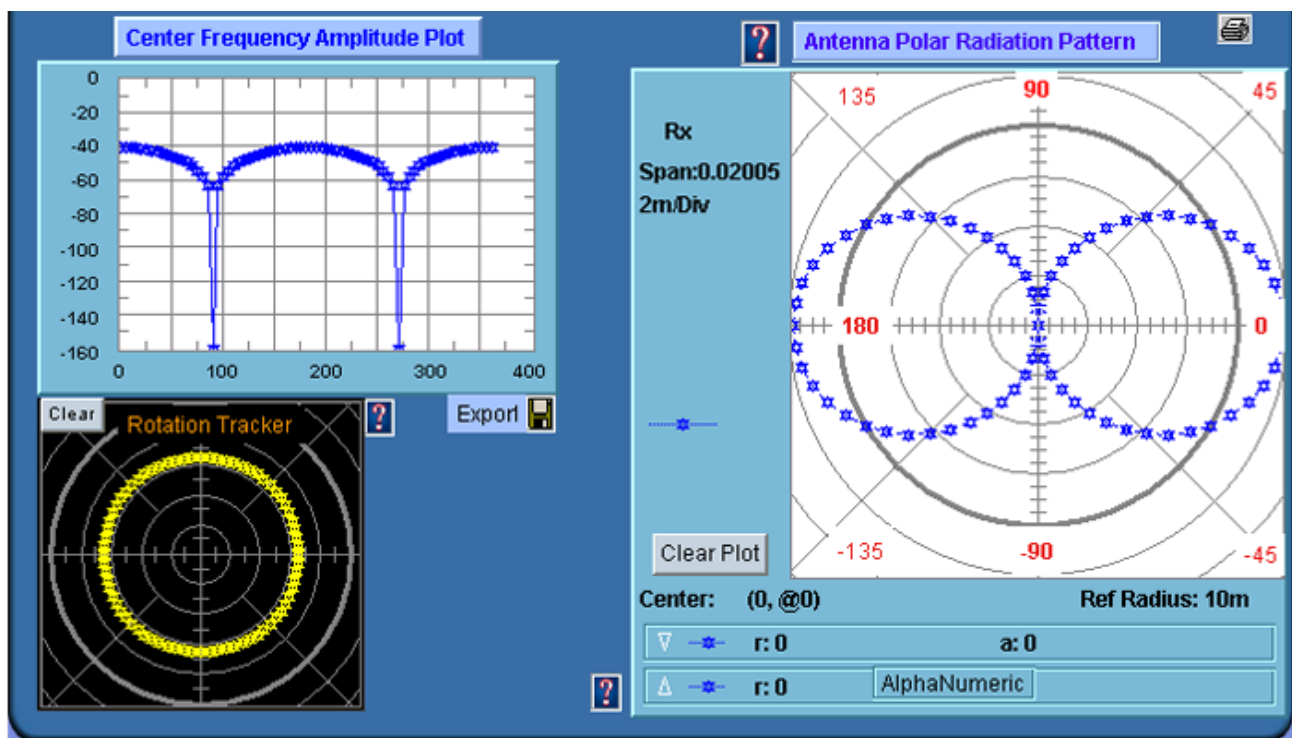 Center Frequency Amplitude Plot
0
-20
-40
-60
-80
-100
-120
-140
-160
0 100 200 300 400
Clear
Rotation Tracker
?
Export
?
Antenna Polar Radiation Pattern
Rx
Span:0.02005
2m/Div
135 90 45
180 0
-135 -90 -45
Clear Plot
Center: (0, @0) Ref Radius: 10m
r: 0 a: 0
r: 0 AlphaNumeric
?